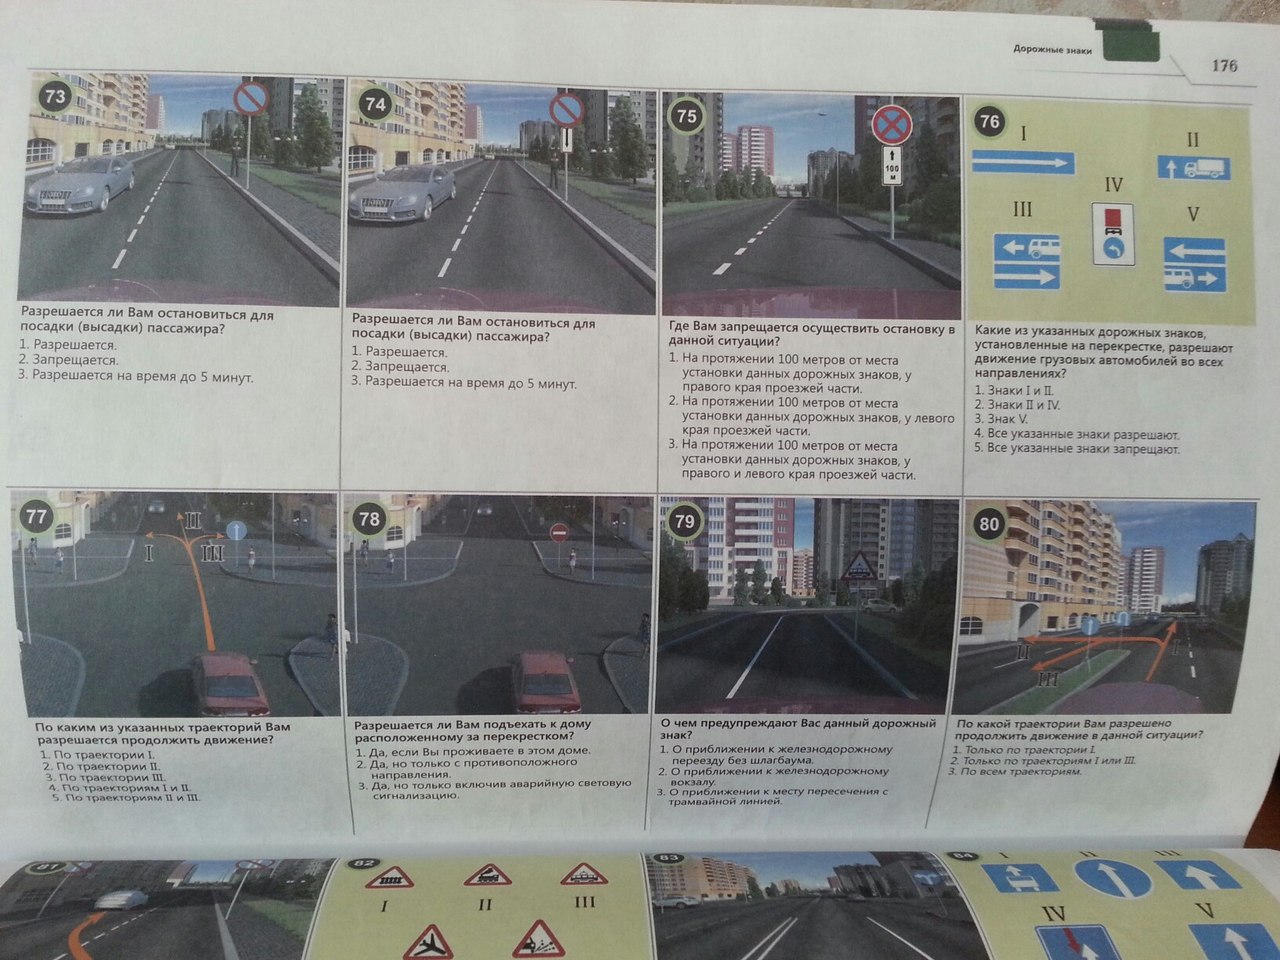 Дорожные знаки
176
73
74
75
100
м
76
I
II
III
IV
V
Разрешается ли Вам остановиться для
посадки (высадки) пассажира?
1. Разрешается.
2. Запрещается.
3. Разрешается на время до 5 минут.
Разрешается ли Вам остановиться для
посадки (высадки) пассажира?
1. Разрешается.
2. Запрещается.
3. Разрешается на время до 5 минут.
Где Вам запрещается осуществить остановку в
данной ситуации?
1. На протяжении 100 метров от места
установки данных дорожных знаков, у
правого края проезжей части.
2. На протяжении 100 метров от места
установки данных дорожных знаков, у левого
края проезжей части.
3. На протяжении 100 метров от места
установки данных дорожных знаков, у
правого и левого края проезжей части.
Какие из указанных дорожных знаков,
установленные на перекрестке, разрешают
движение грузовых автомобилей во всех
направлениях?
1. Знаки I и II.
2. Знаки II и IV.
3. Знак V.
4. Все указанные знаки разрешают.
5. Все указанные знаки запрещают.
77
I
II
III
78
79
80
I
II
III
По каким из указанных траекторий Вам
разрешается продолжить движение?
1. По траектории I.
2. По траектории II.
3. По траектории III.
4. По траекториям I и II.
5. По траекториям II и III.
Разрешается ли Вам подъехать к дому
расположенному за перекрестком?
1. Да, если Вы проживаете в этом доме.
2. Да, но только с противоположного
направления.
3. Да, но только включив аварийную световую
сигнализацию.
О чем предупреждают Вас данный дорожный
знак?
1. О приближении к железнодорожному
переезду без шлагбаума.
2. О приближении к железнодорожному
вокзалу.
3. О приближении к месту пересечения с
трамвайной линией.
По какой траектории Вам разрешено
продолжить движение в данной ситуации?
1. Только по траектории I.
2. Только по траектории I или III.
3. По всем траекториям.
81
82
I
II
III
83
84
I
II
III
IV
V